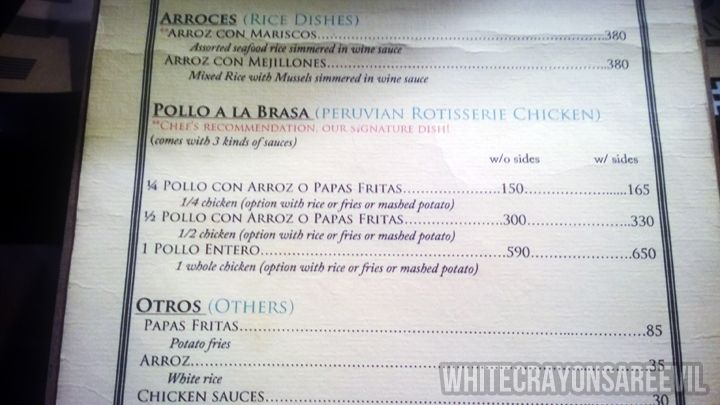 ARROCES (RICE DISHES)
**ARROZ CON MARISCOS...380
Assorted seafood rice simmered in wine sauce
ARROZ CON MEJILLONES...380
Mixed Rice with Mussels simmered in wine sauce
POLLO A LA BRASA (PERUVIAN ROTISSERIE CHICKEN)
**CHEF'S RECOMMENDATION, OUR SIGNATURE DISH!
(comes with 3 kinds of sauces)
w/o sides w/ sides
¼ POLLO CON ARROZ O PAPAS FRITAS...150...165
1/4 chicken (option with rice or fries or mashed potato)
½ POLLO CON ARROZ O PAPAS FRITAS...300...330
1/2 chicken (option with rice or fries or mashed potato)
1 POLLO ENTERO...590...650
1 whole chicken (option with rice or fries or mashed potato)
OTROS (OTHERS)
PAPAS FRITAS...85
Potato fries
ARROZ...35
White rice
CHICKEN SAUCES...30
WHITECRAYONSAREEVIL